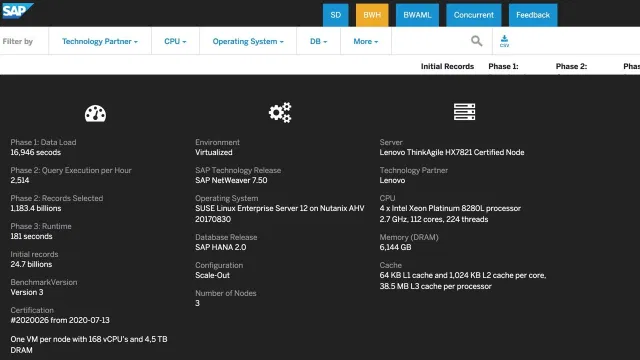 SAP
SD
BWH
BWAML
Concurrent
Feedback
Filter by
Technology Partner
CPU
Operating System
DB
More
CSV
Initial Records
Phase 1:
Phase 2:
Phas
Phase 1: Data Load
16,946 secods
Phase 2: Query Execution per Hour
2,514
Phase 2: Records Selected
1,183.4 billions
Phase 3: Runtime
181 seconds
Initial records
24.7 billions
BenchmarkVersion
Version 3
Certification
#2020026 from 2020-07-13
One VM per node with 168 vCPU's and 4,5 TB
DRAM
Environment
Virtualized
SAP Technology Release
SAP NetWeaver 7.50
Operating System
SUSE Linux Enterprise Server 12 on Nutanix AHV
20170830
Database Release
SAP HANA 2.0
Configuration
Scale-Out
Number of Nodes
3
Server
Lenovo ThinkAgile HX7821 Certified Node
Technology Partner
Lenovo
CPU
4 x Intel Xeon Platinum 8280L processor
2.7 GHz, 112 cores, 224 threads
Memory (DRAM)
6,144 GB
Cache
64 KB L1 cache and 1,024 KB L2 cache per core,
38.5 MB L3 cache per processor